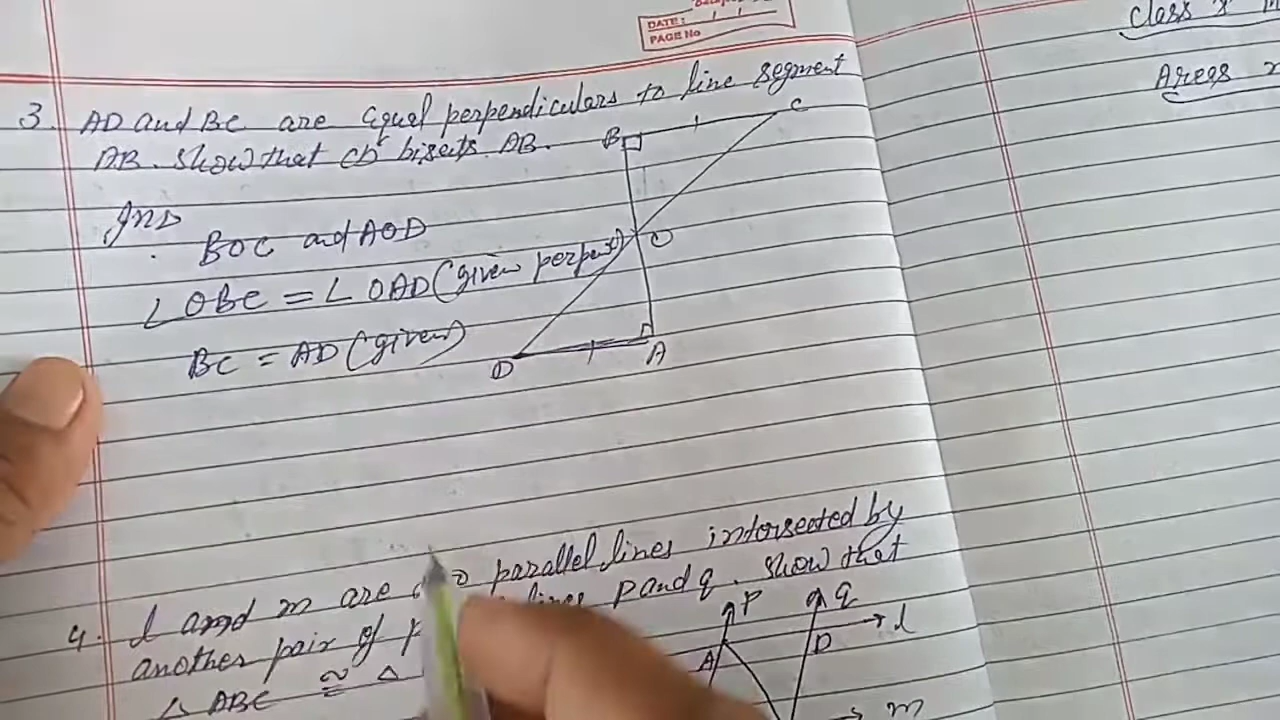 DATE :
PAGE No
Class
Areas
3. AD and BC are equal perpendiculars to line segment
AB. show that CD bisects AB.
B
C
O
D
A
In Δ
BOC and AOD
∠ OBC = ∠ OAD (given
BC = AD (given)
4. l and m are parallel lines intersected by
another pair of lines p and q. show that
Δ ABC ≅ Δ
P
q
l
A
D
m